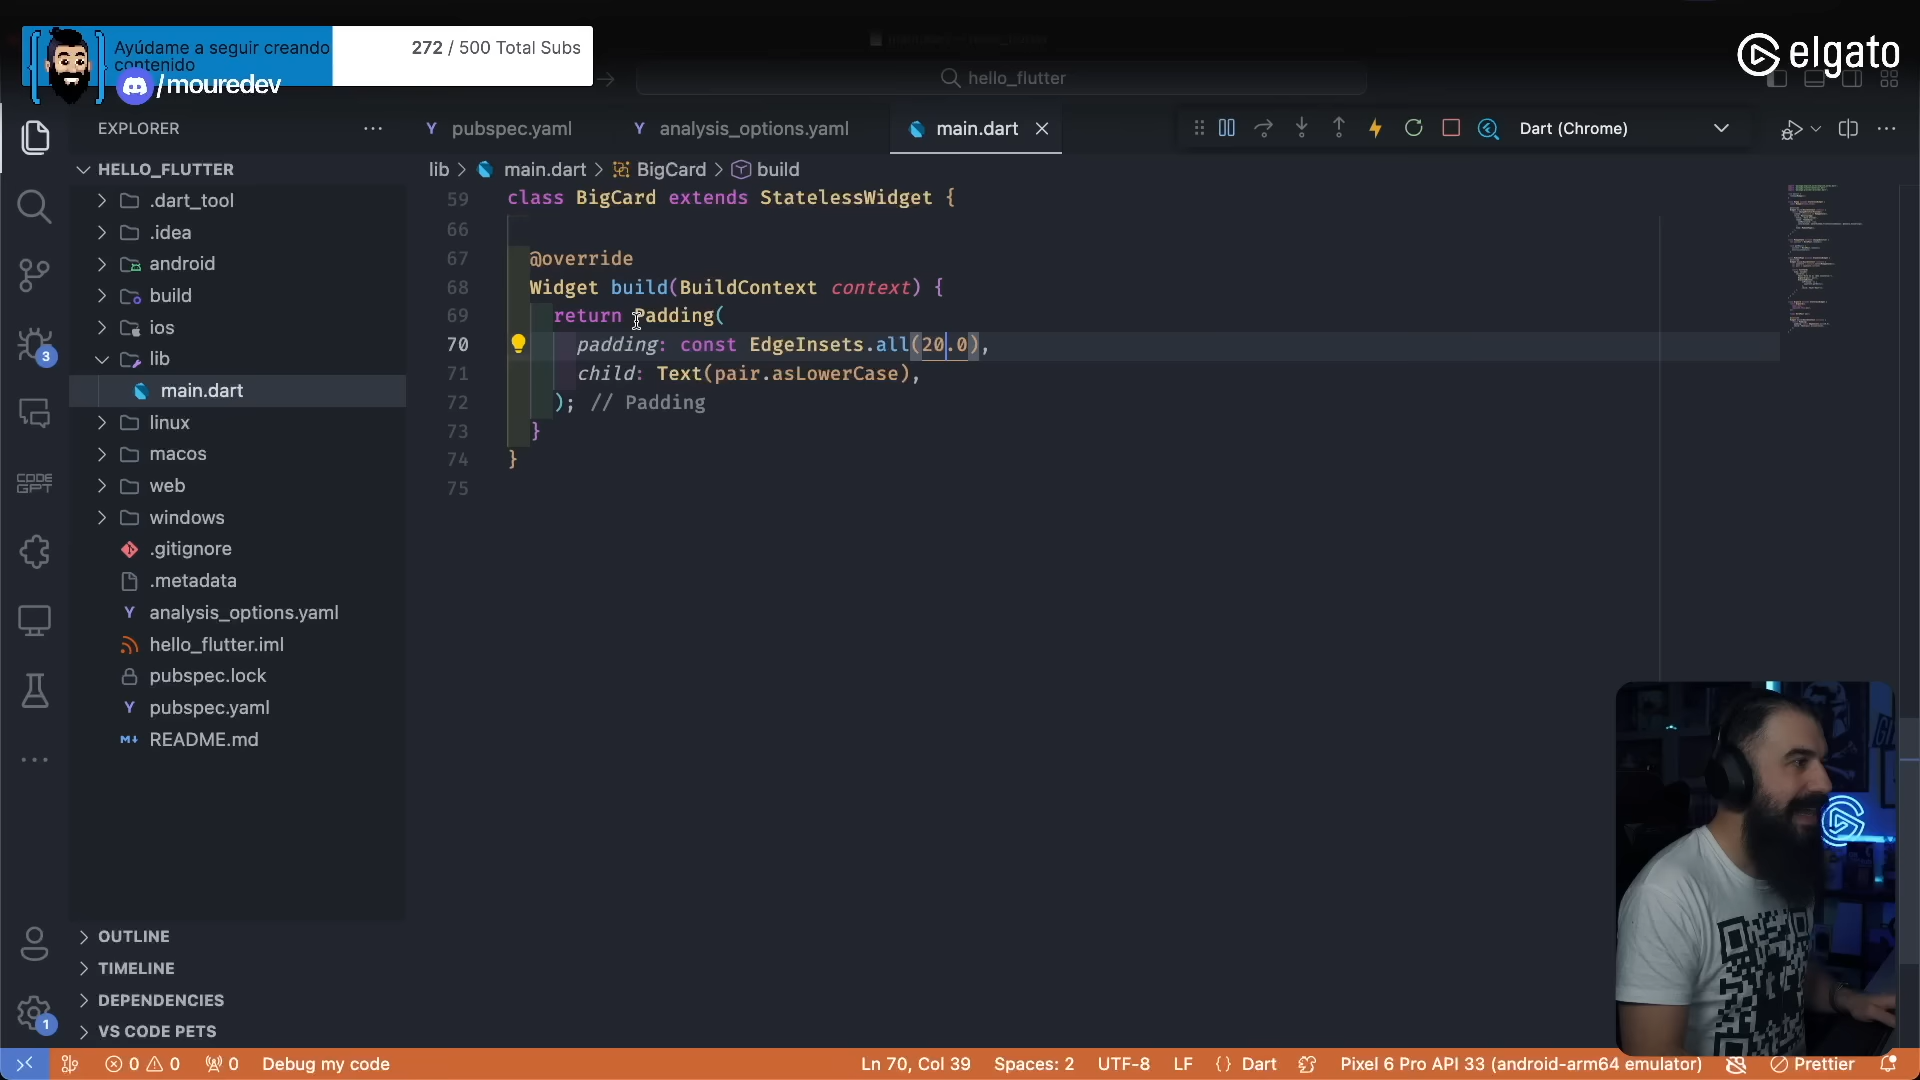 Ayúdame a seguir creando
contenido
272 / 500 Total Subs
/mouredev
hello_flutter
elgato
EXPLORER
pubspec.yaml
analysis_options.yaml
main.dart
Dart (Chrome)
HELLO_FLUTTER
lib > main.dart > BigCard > build
.dart_tool
.idea
android
build
ios
lib
main.dart
linux
macos
web
windows
.gitignore
.metadata
analysis_options.yaml
hello_flutter.iml
pubspec.lock
pubspec.yaml
README.md
59 class BigCard extends StatelessWidget {
66
67 @override
68 Widget build(BuildContext context) {
69 return Padding(
70 padding: const EdgeInsets.all(20.0),
71 child: Text(pair.asLowerCase),
72 ); // Padding
73 }
74 }
75
3
CODE
GPT
OUTLINE
TIMELINE
DEPENDENCIES
VS CODE PETS
1
0 0 0 Debug my code Ln 70, Col 39 Spaces: 2 UTF-8 LF {} Dart Pixel 6 Pro API 33 (android-arm64 emulator) Prettier